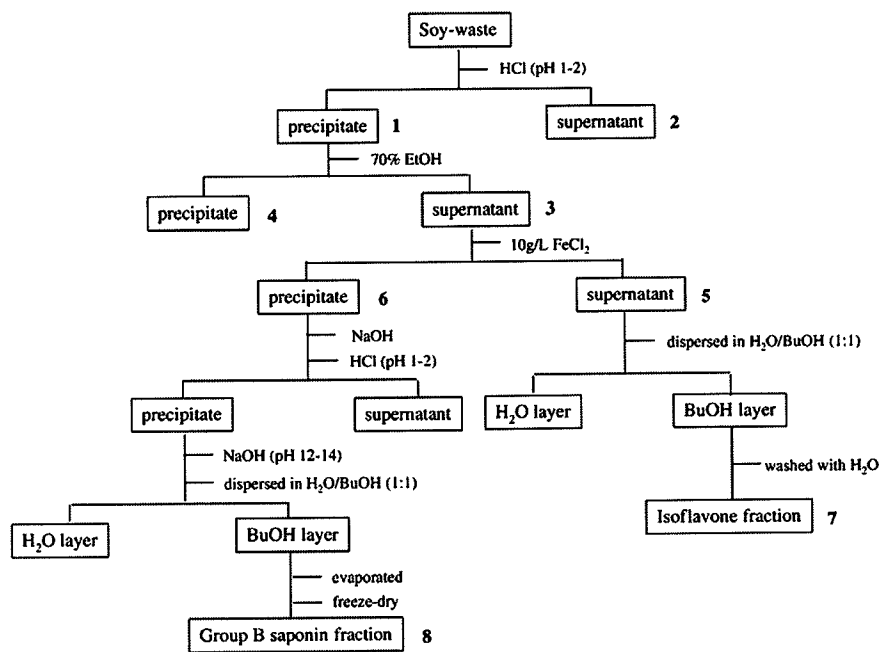 Soy-waste
HCl (pH 1-2)
precipitate 1
supernatant 2
70% EtOH
precipitate 4
supernatant 3
10g/L FeCl₂
precipitate 6
supernatant 5
NaOH
HCl (pH 1-2)
dispersed in H₂O/BuOH (1:1)
precipitate
supernatant
H₂O layer
BuOH layer
NaOH (pH 12-14)
dispersed in H₂O/BuOH (1:1)
washed with H₂O
H₂O layer
BuOH layer
Isoflavone fraction 7
evaporated
freeze-dry
Group B saponin fraction 8